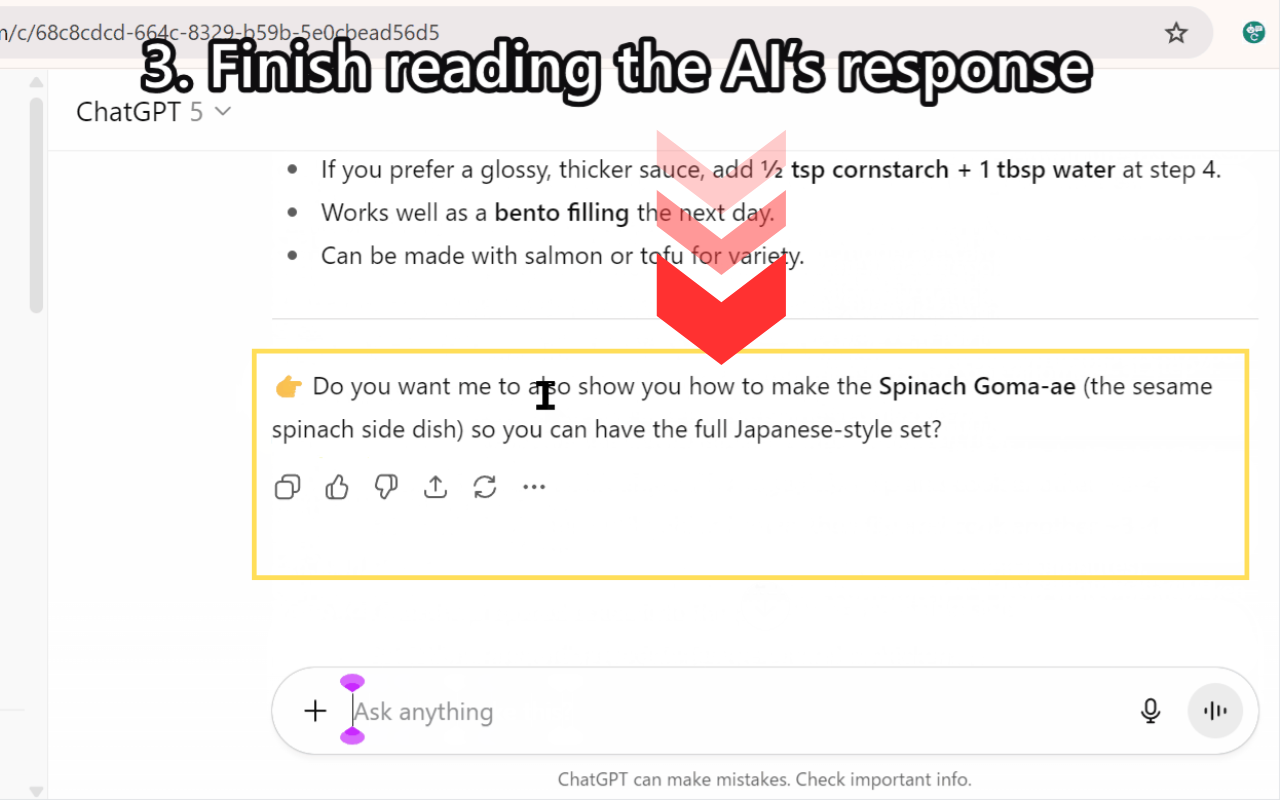 n/c/68c8cdcd-664c-8329-b59b-5e0cbead56d5
3. Finish reading the AI's response
ChatGPT 5
• If you prefer a glossy, thicker sauce, add ½ tsp cornstarch + 1 tbsp water at step 4.
• Works well as a bento filling the next day.
• Can be made with salmon or tofu for variety.
👉 Do you want me to also show you how to make the Spinach Goma-ae (the sesame
spinach side dish) so you can have the full Japanese-style set?
Ask anything
ChatGPT can make mistakes. Check important info.